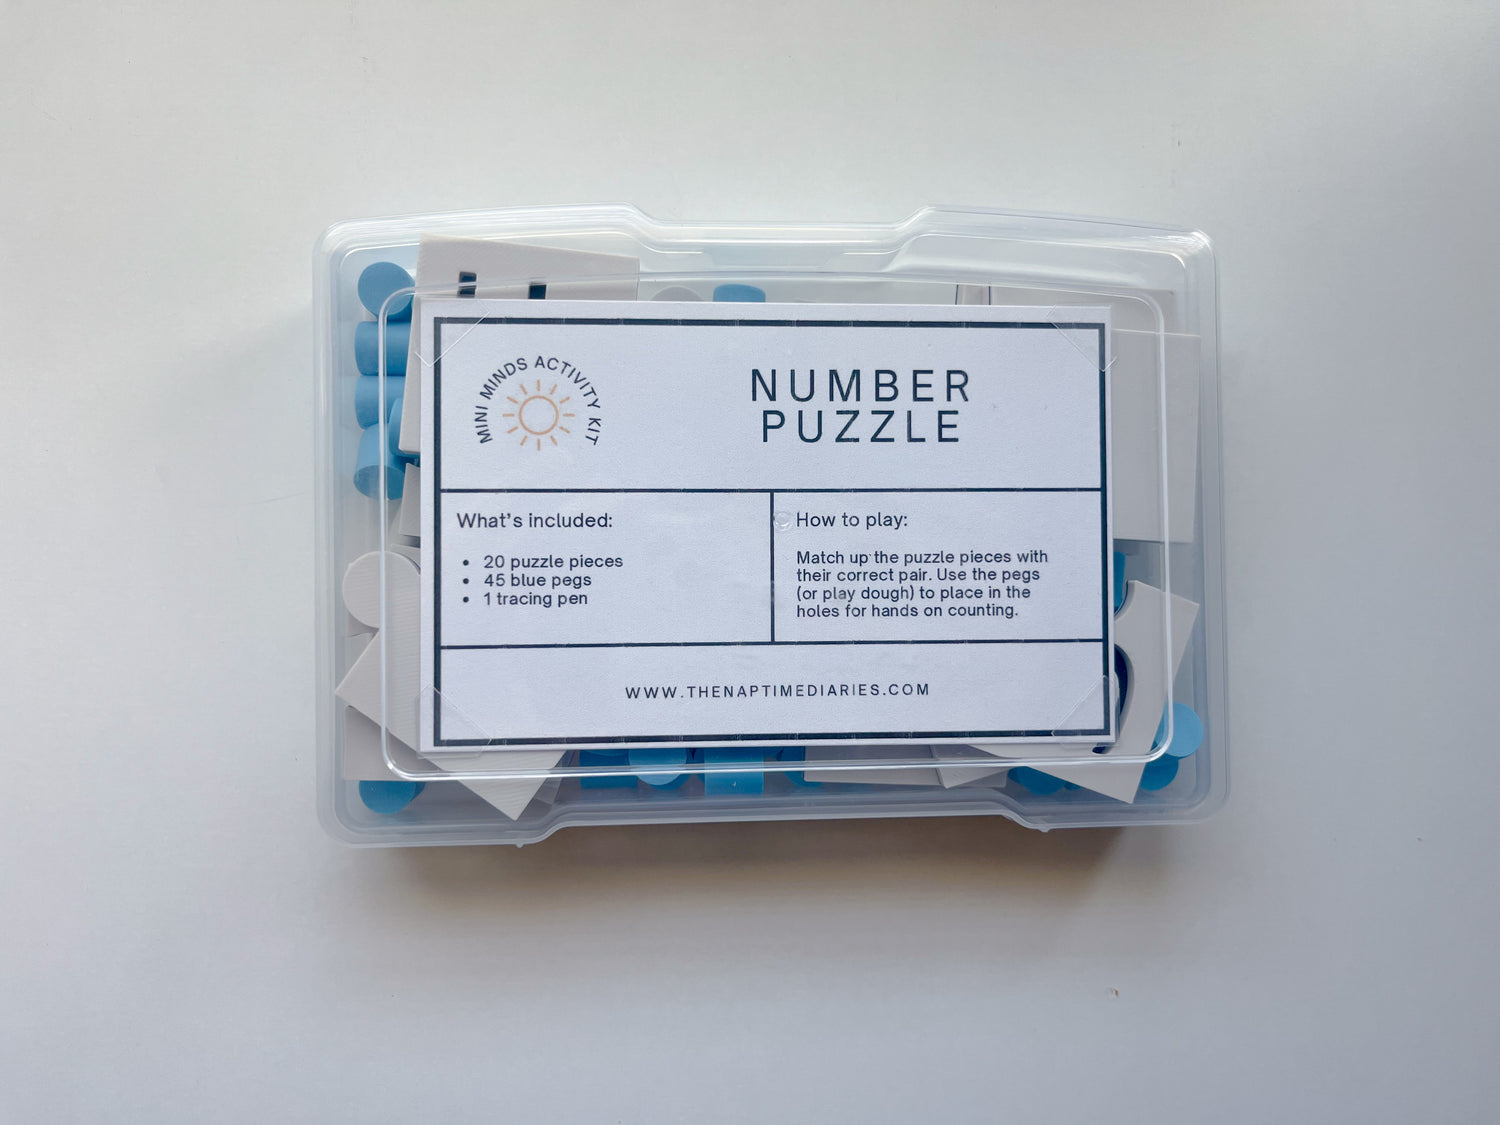 MINI MINDS ACTIVITY KIT
NUMBER
PUZZLE
What's included:
• 20 puzzle pieces
• 45 blue pegs
• 1 tracing pen
How to play:
Match up the puzzle pieces with
their correct pair. Use the pegs
(or play dough) to place in the
holes for hands on counting.
WWW.THENAPTIMEDIARIES.COM